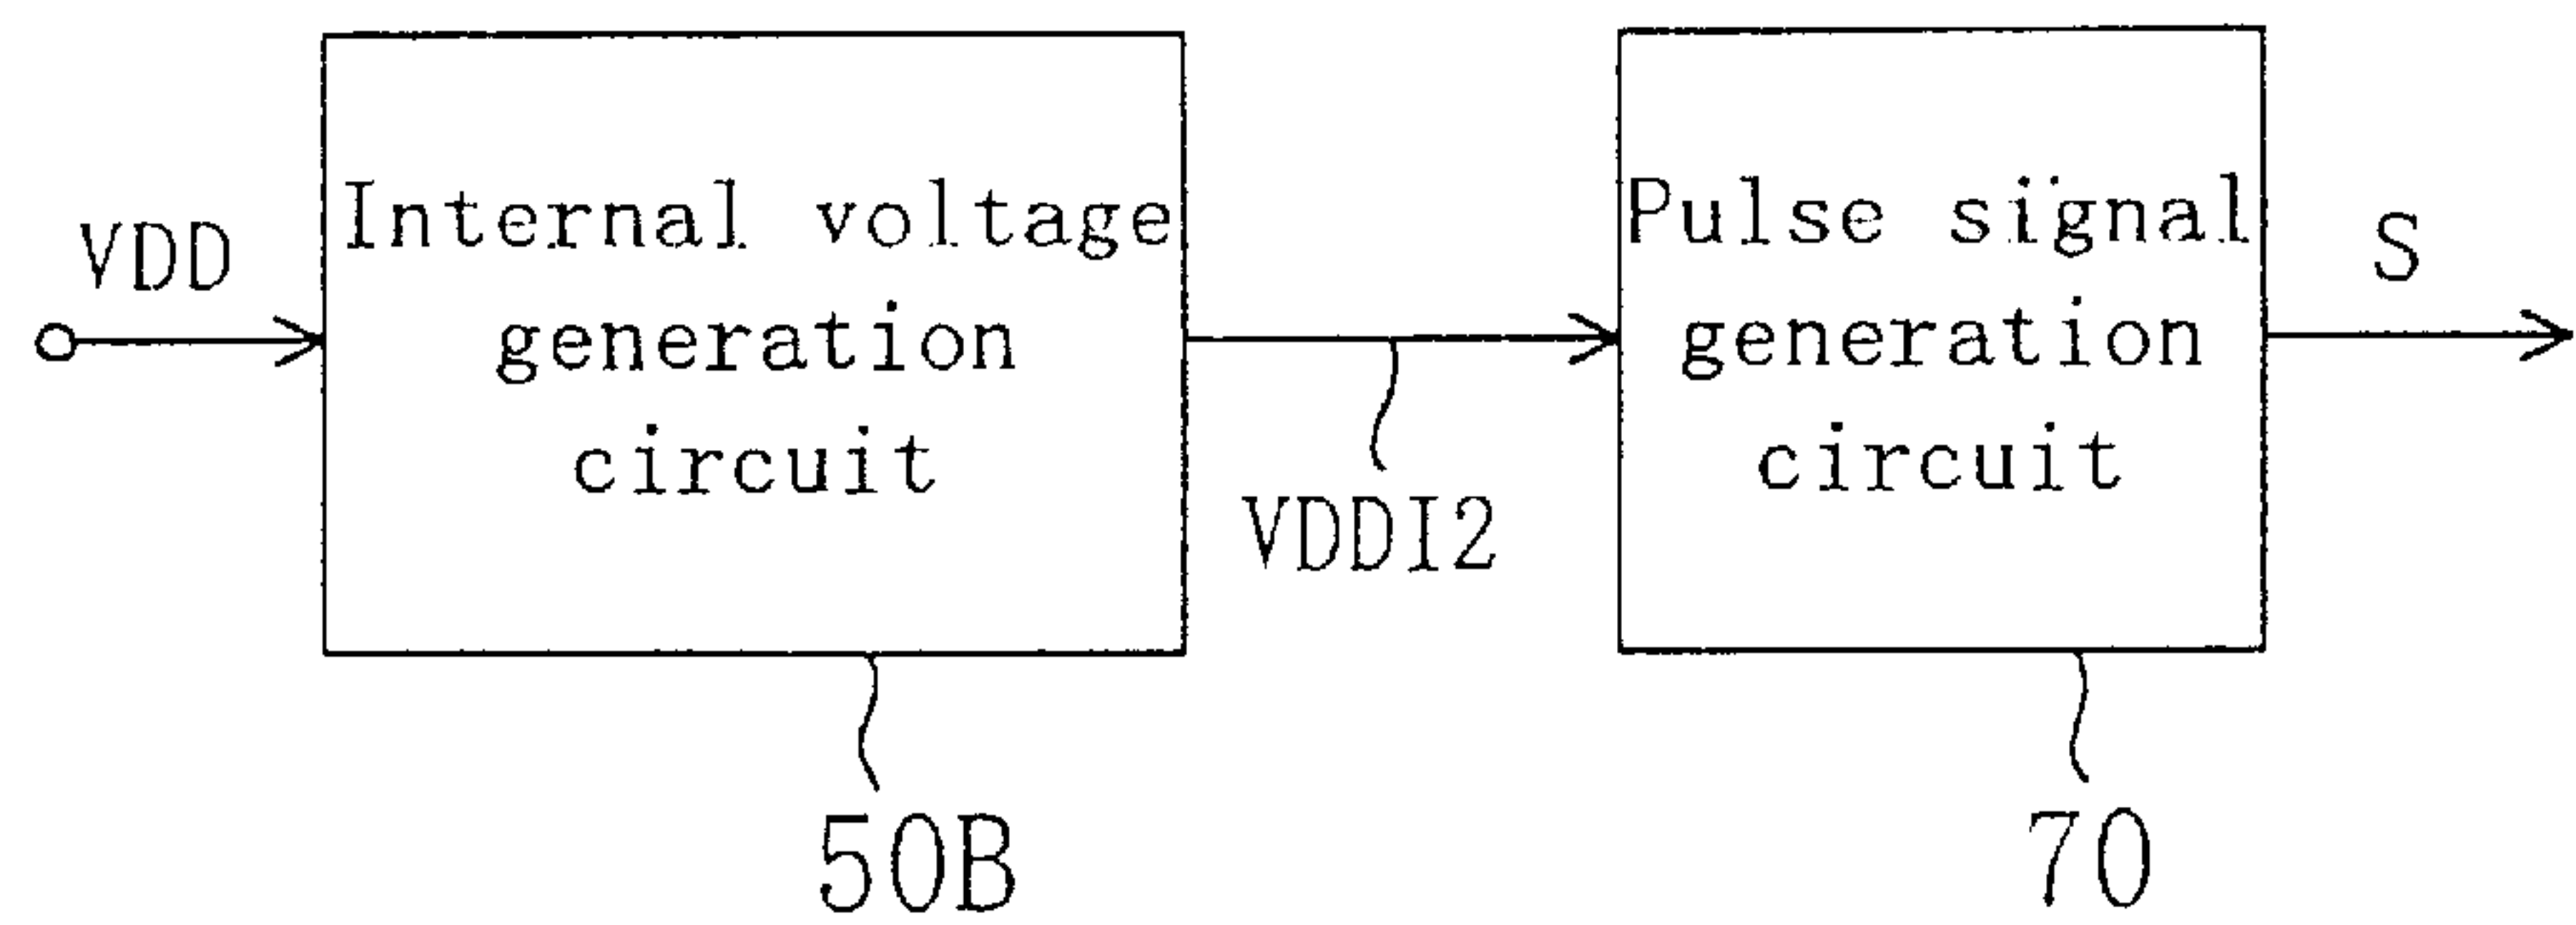 VDD
Internal voltage
generation
circuit
50B
VDDI2
Pulse signal
generation
circuit
70
S